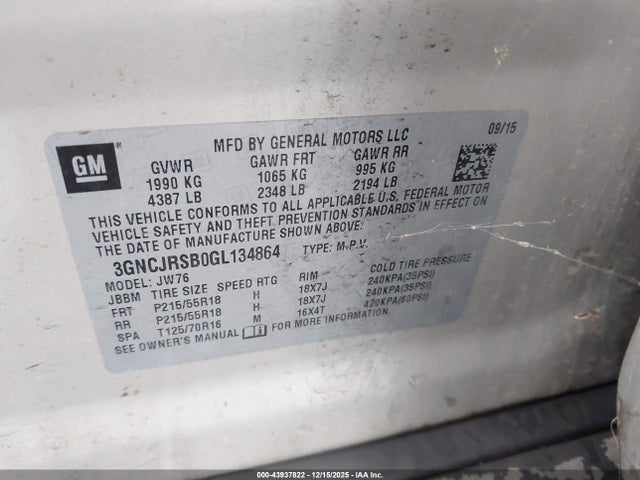 MFD BY GENERAL MOTORS LLC
09/15
GM
GVWR GAWR FRT GAWR RR
1990 KG 1065 KG 995 KG
4387 LB 2348 LB 2194 LB
THIS VEHICLE CONFORMS TO ALL APPLICABLE U.S. FEDERAL MOTOR
VEHICLE SAFETY AND THEFT PREVENTION STANDARDS IN EFFECT ON
THE DATE OF MANUFACTURE SHOWN ABOVE.
3GNCJRSB0GL134864 TYPE: M.P.V.
MODEL: JW76
JBBM TIRE SIZE SPEED RTG RIM COLD TIRE PRESSURE
FRT P215/55R18 H 18X7J 240KPA(35PSI)
RR P215/55R18 H 18X7J 240KPA(35PSI)
SPA T125/70R16 M 16X4T 420KPA(60PSI)
SEE OWNER'S MANUAL FOR MORE INFORMATION.
000-43937822 - 12/15/2025 - IAA Inc.